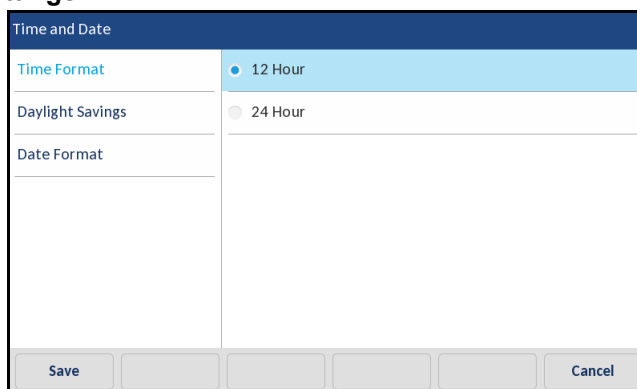 Time and Date
Time Format
12 Hour
Daylight Savings
24 Hour
Date Format
Save
Cancel